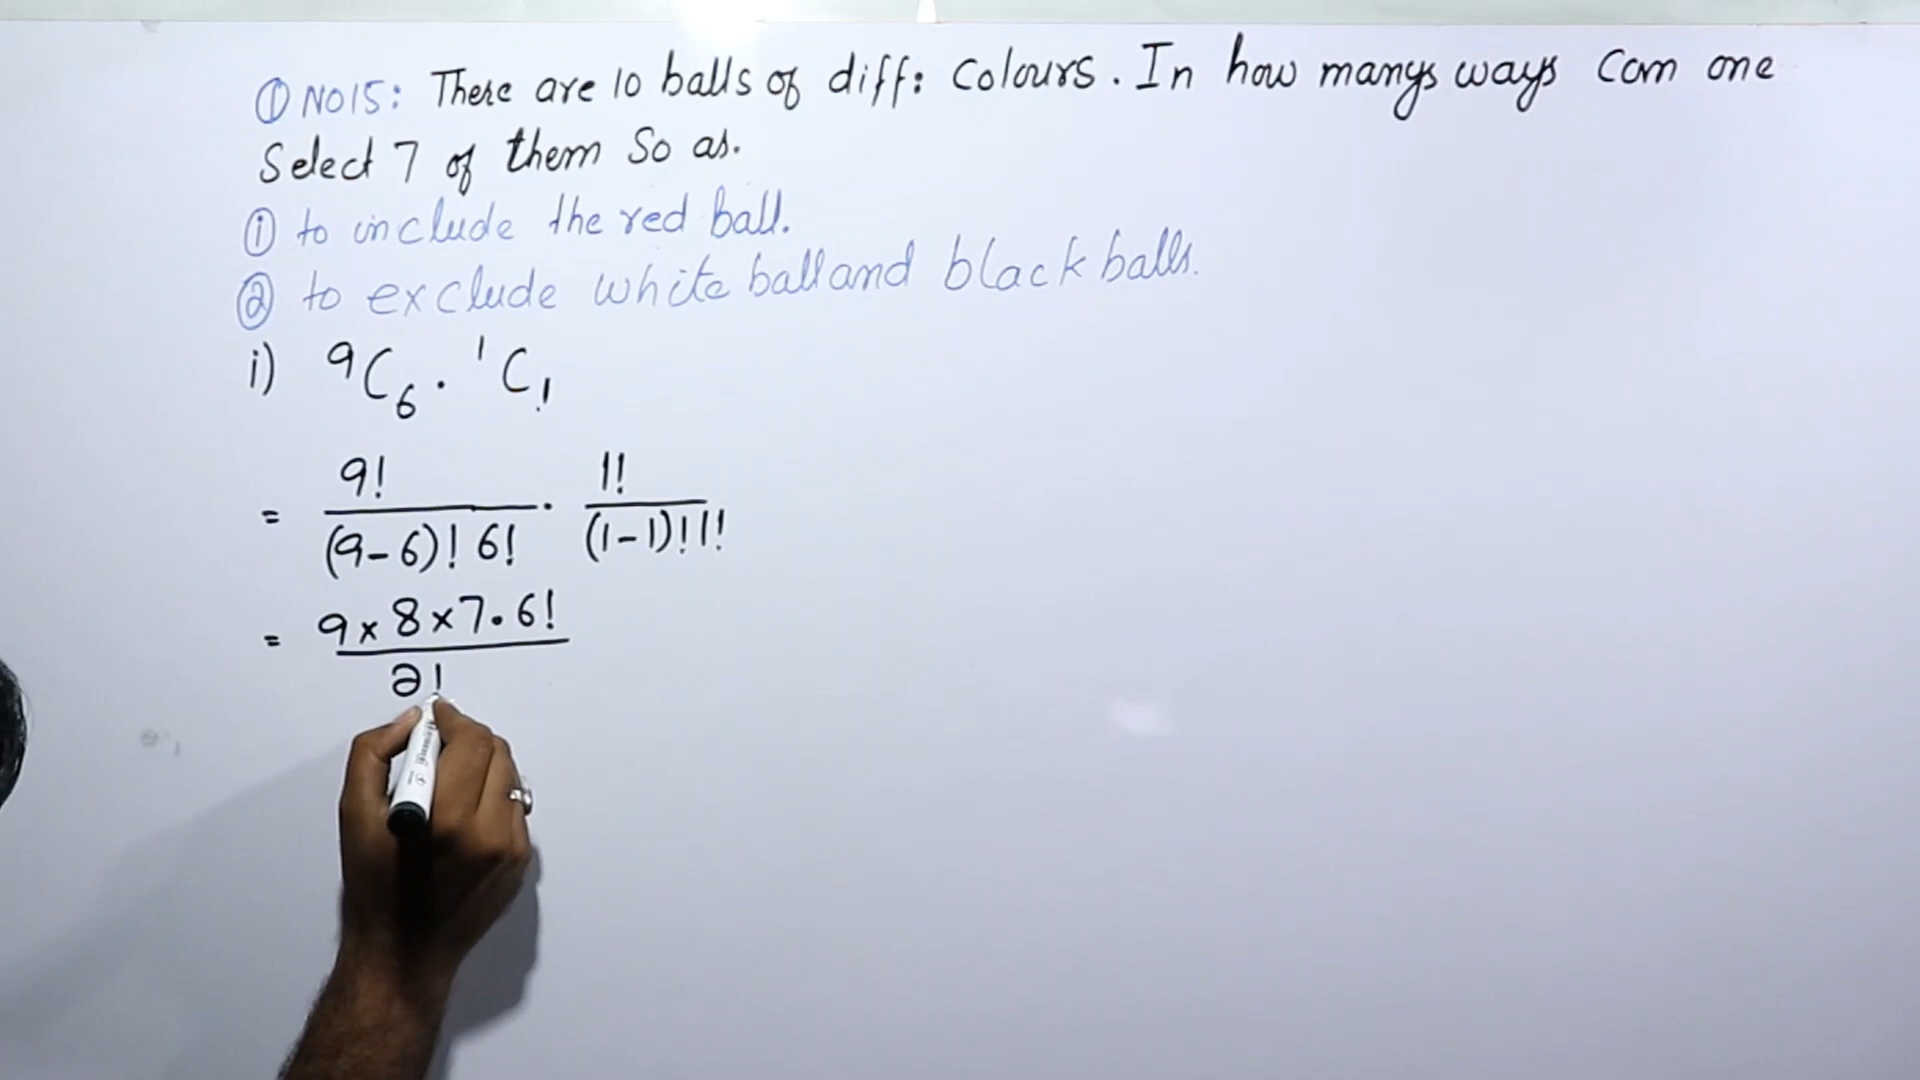 Q NO15: There are 10 balls of diff: Colours. In how manys ways Can one
Select 7 of them So as.
① to include the red ball.
② to exclude white ball and black balls.
i) ⁹C₆ . ¹C₁
= 9! / (9-6)! 6! . 1! / (1-1)! 1!
= 9 x 8 x 7 . 6! / 2!